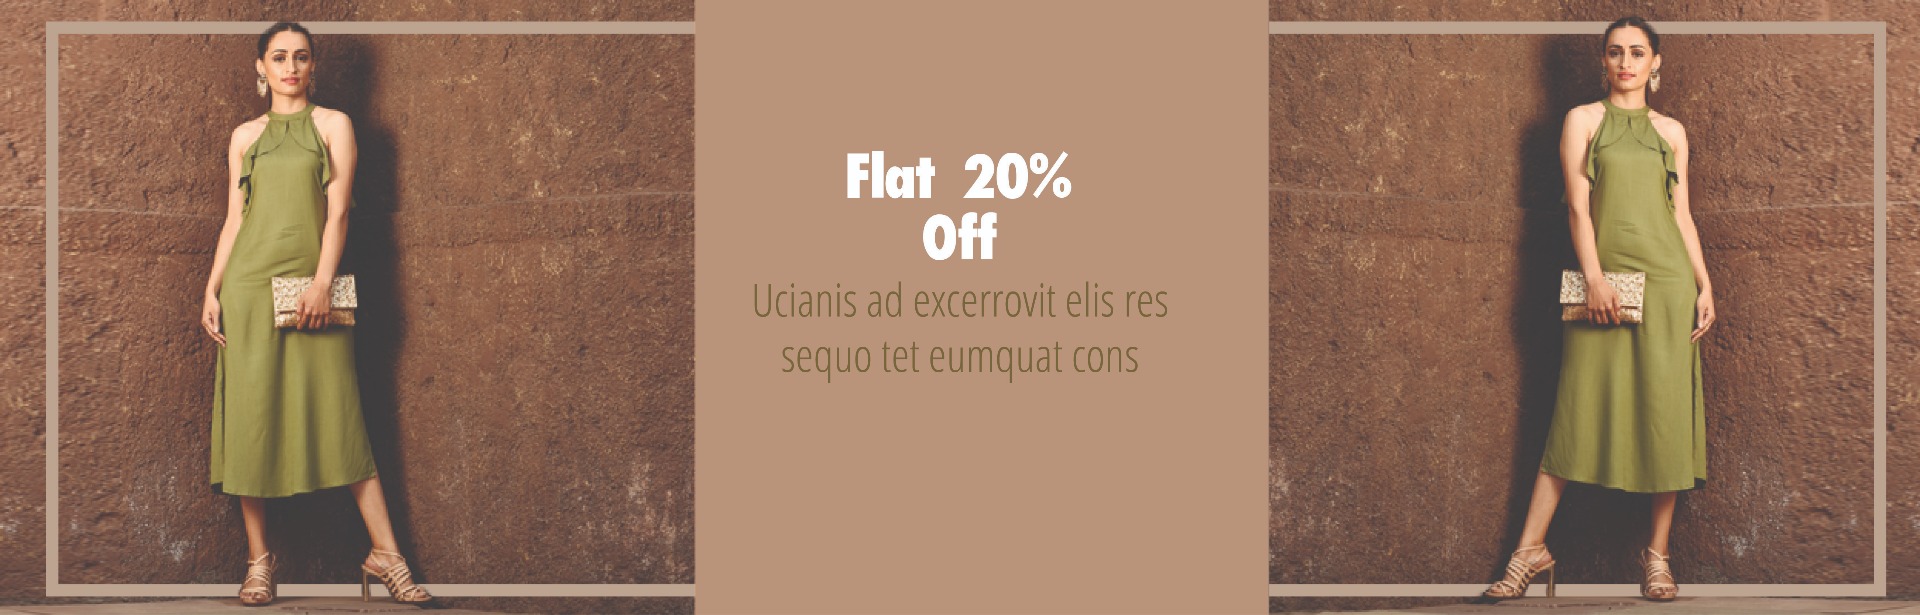 Flat 20%
Off
Ucianis ad excerrovit elis res
sequo tet eumquat cons